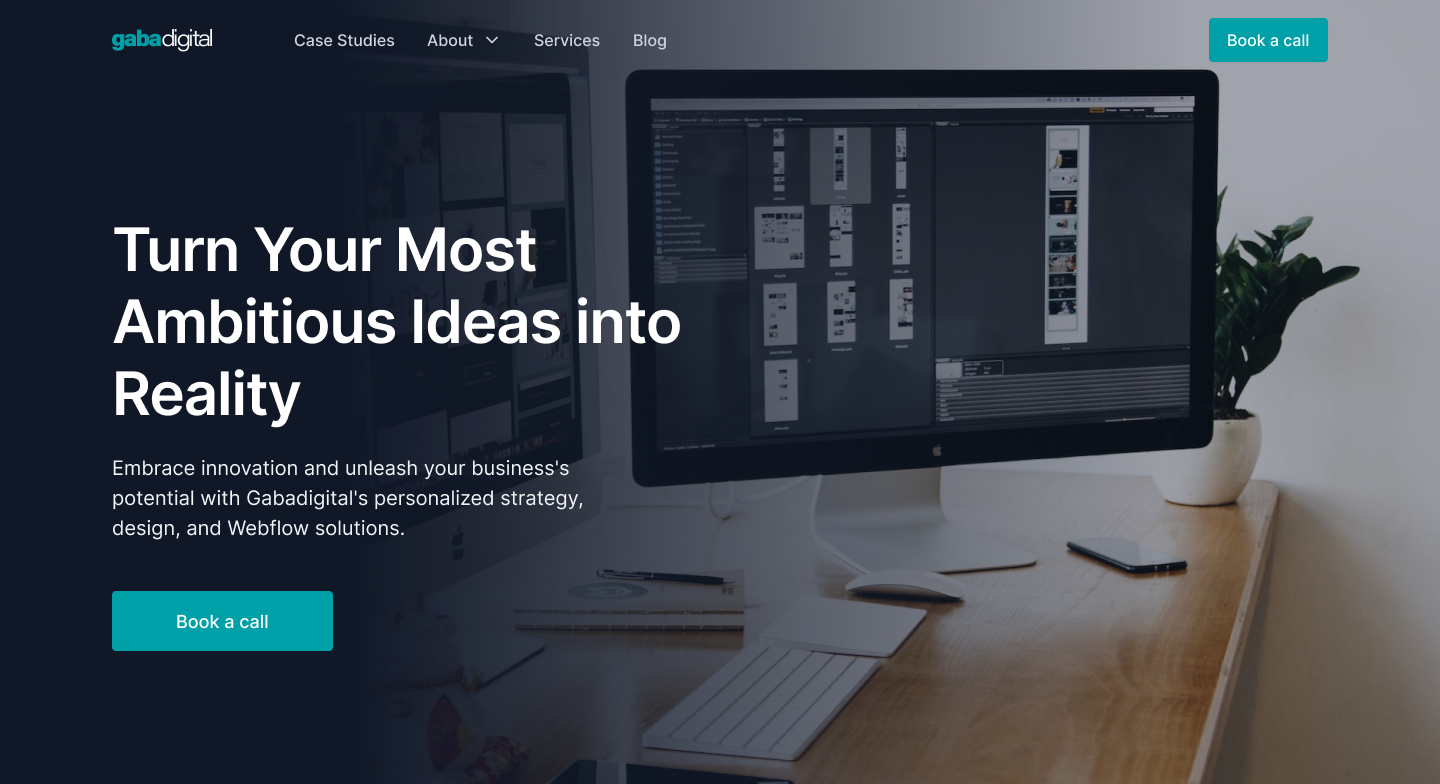 gabadigital
Case Studies
About
Services
Blog
Book a call
Turn Your Most
Ambitious Ideas into
Reality
Embrace innovation and unleash your business's
potential with Gabadigital's personalized strategy,
design, and Webflow solutions.
Book a call